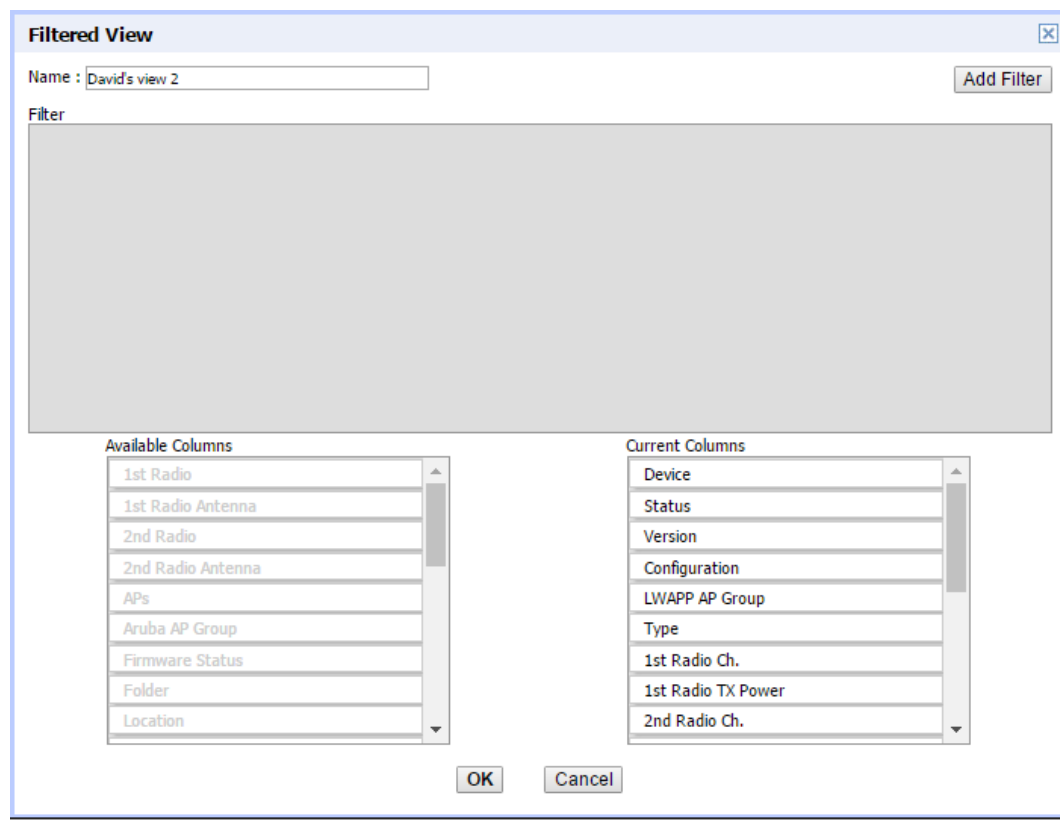 Filtered View
Name : David's view 2
Add Filter
Filter
Available Columns
1st Radio
1st Radio Antenna
2nd Radio
2nd Radio Antenna
APs
Aruba AP Group
Firmware Status
Folder
Location
Current Columns
Device
Status
Version
Configuration
LWAPP AP Group
Type
1st Radio Ch.
1st Radio TX Power
2nd Radio Ch.
OK
Cancel